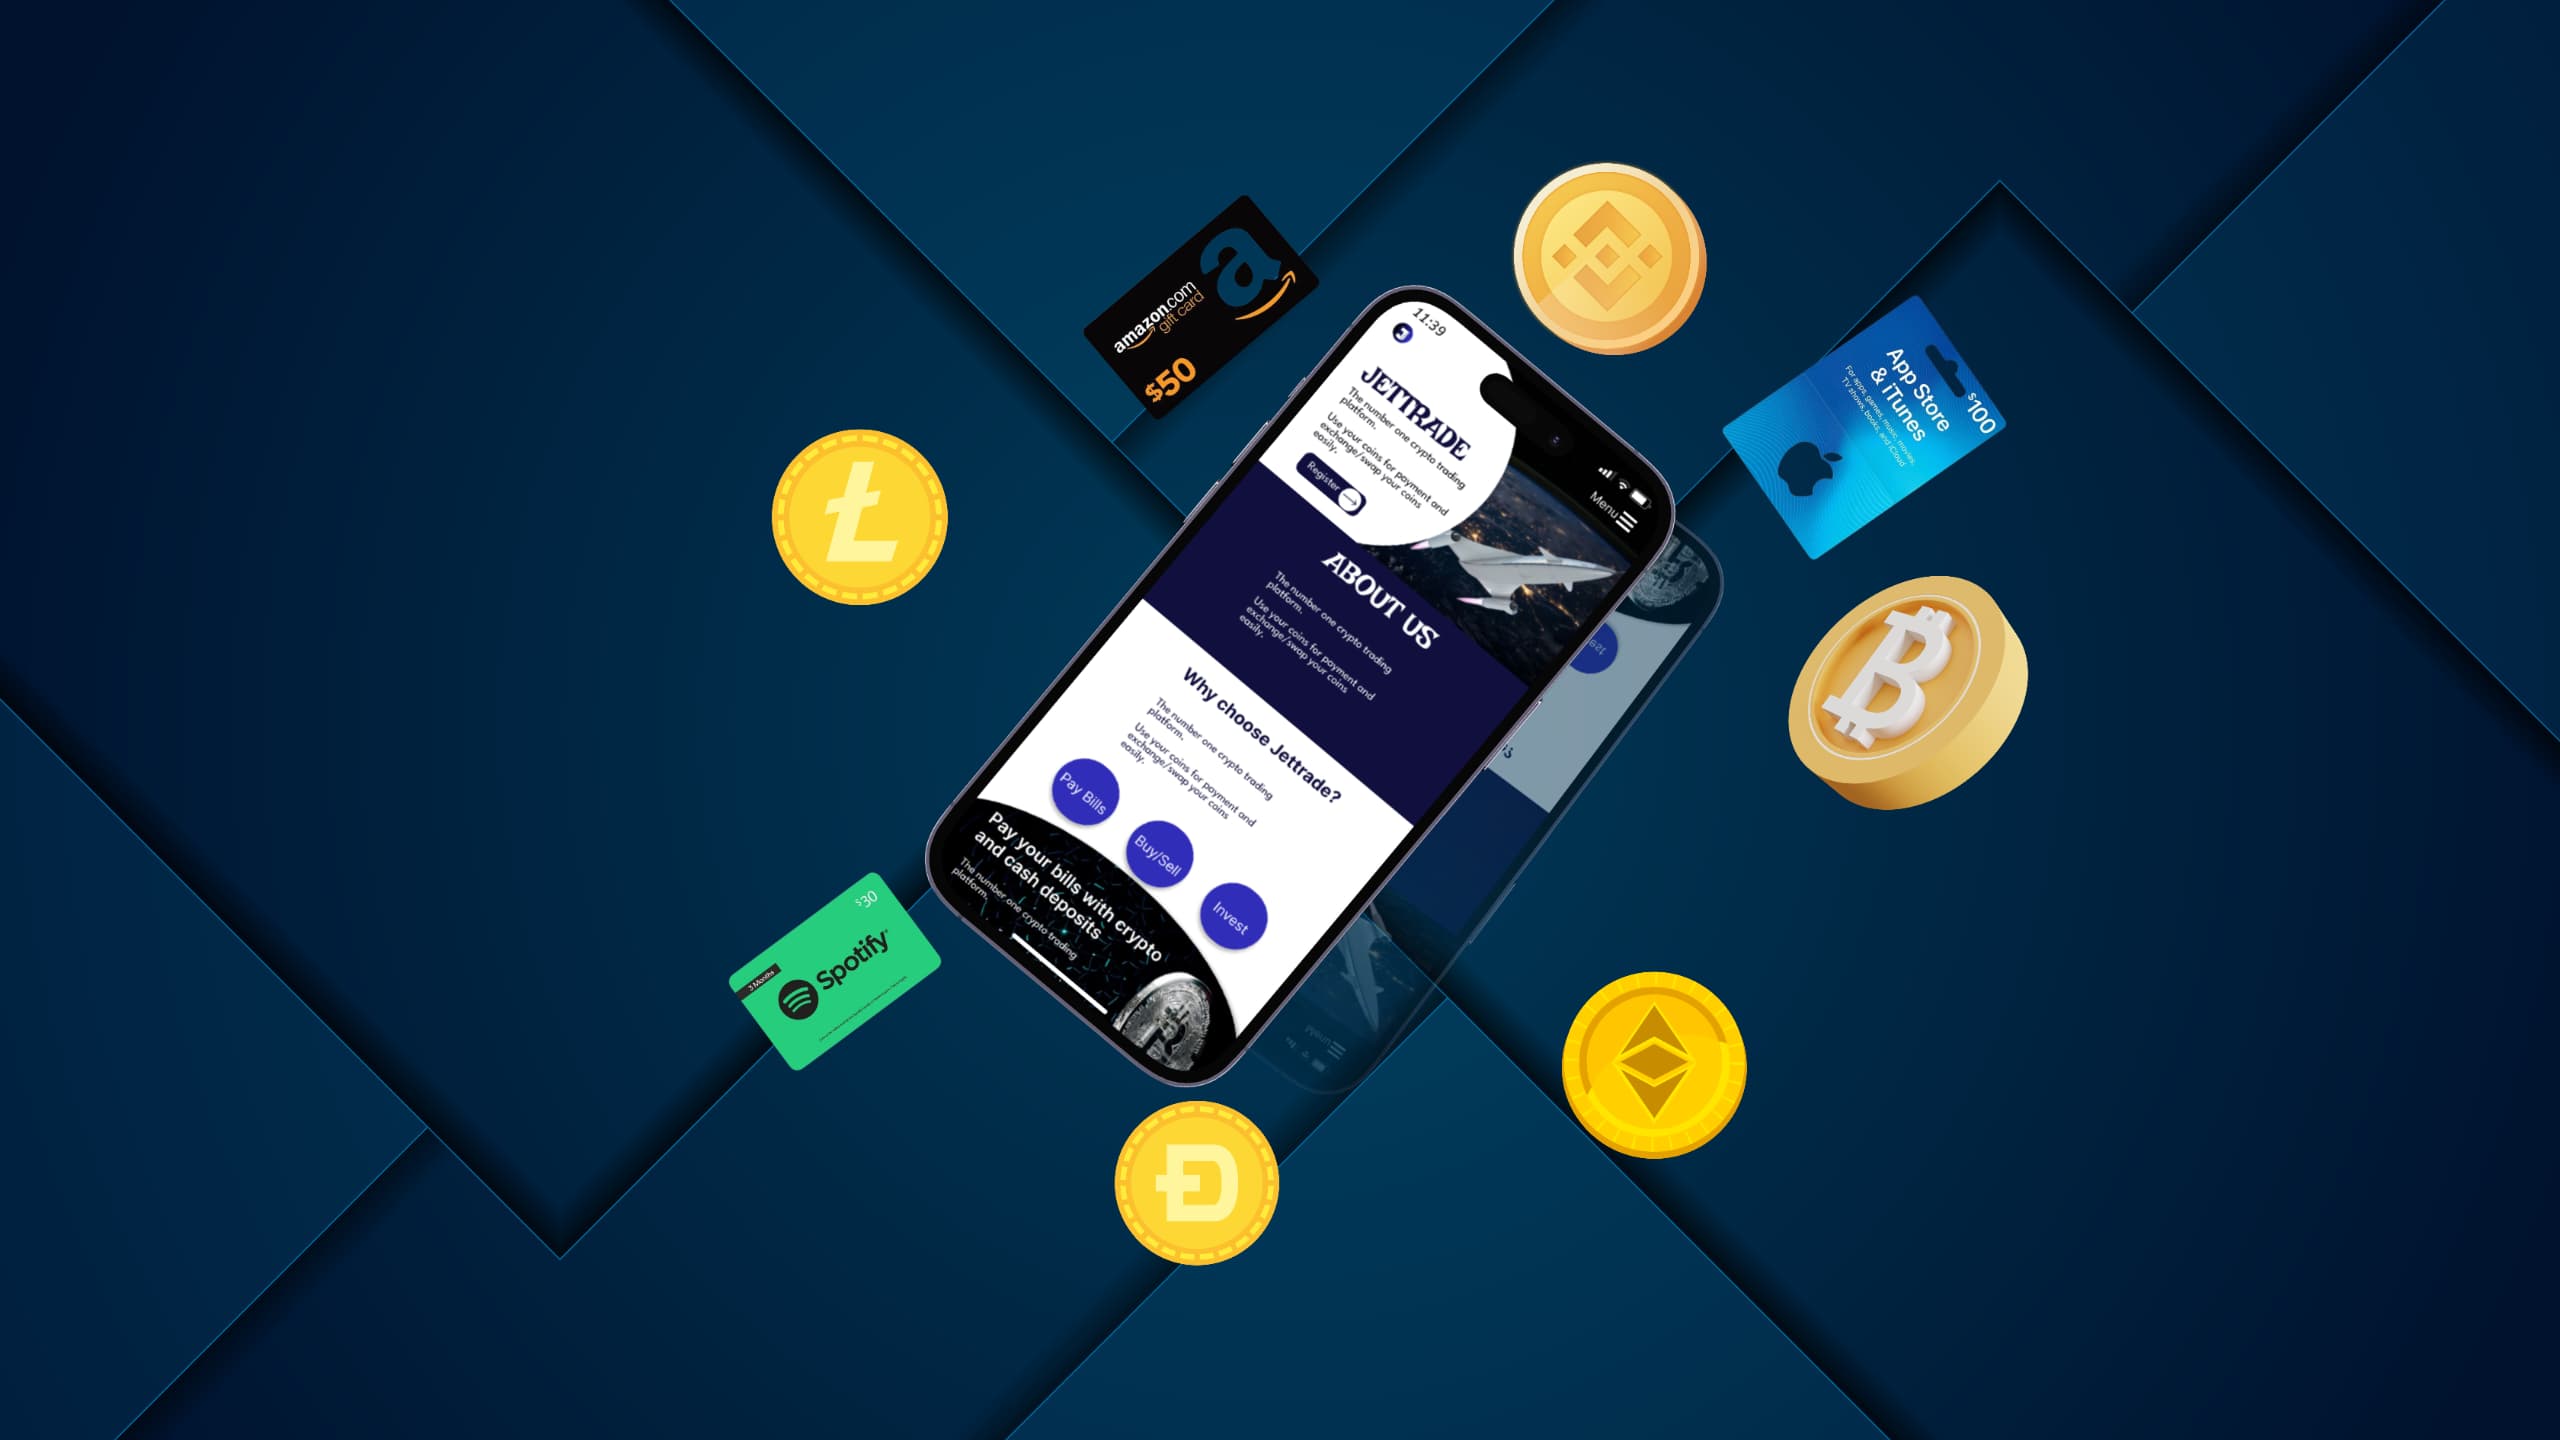 amazon.com
gift card
$50
$100
App Store
& iTunes
For apps, games, music, movies,
TV shows, books, and iCloud
11:39
Menu
JETTRADE
The number one crypto trading
platform.
Use your coins for payment and
exchange/swap your coins
easily.
Register
ABOUT US
The number one crypto trading
platform.
Use your coins for payment and
exchange/swap your coins
easily.
Why choose Jettrade?
The number one crypto trading
platform.
Use your coins for payment and
exchange/swap your coins
easily.
Pay Bills
Buy/Sell
Invest
Pay your bills with crypto
and cash deposits
The number one crypto trading
platform.
$30
3 Months
Spotify
Menu